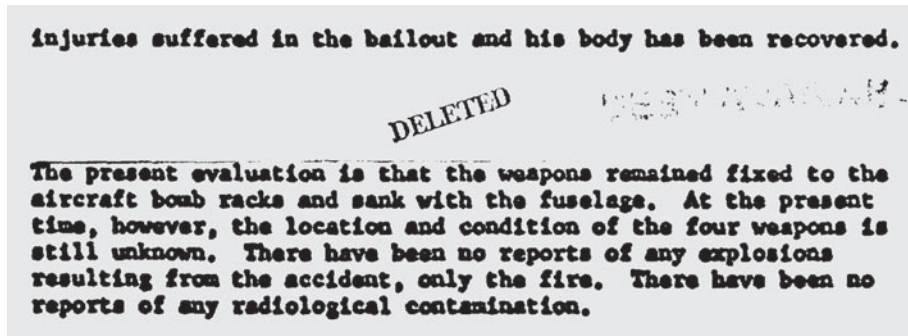 injuries suffered in the bailout and his body has been recovered.
DELETED
The present evaluation is that the weapons remained fixed to the
aircraft bomb racks and sank with the fuselage. At the present
time, however, the location and condition of the four weapons is
still unknown. There have been no reports of any explosions
resulting from the accident, only the fire. There have been no
reports of any radiological contamination.